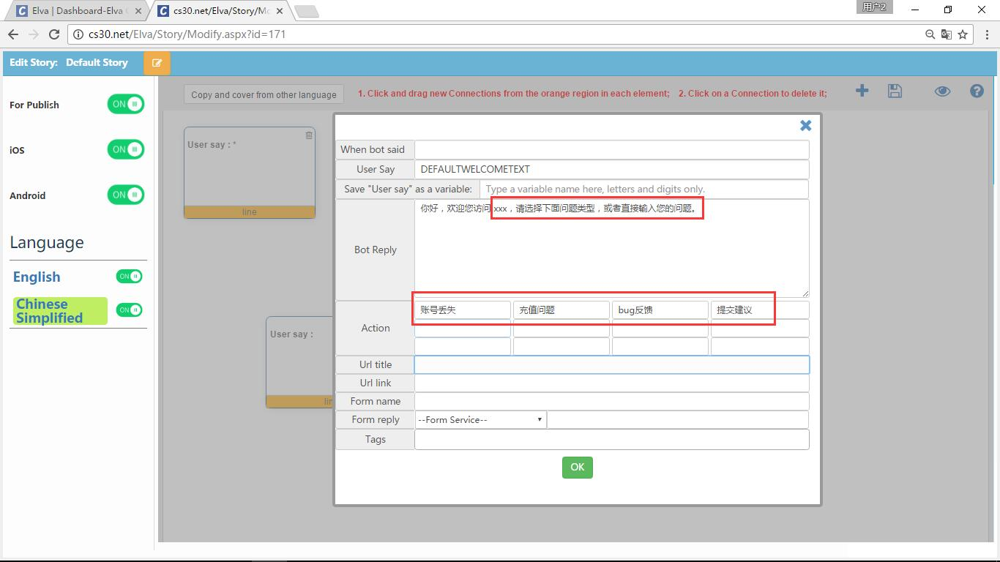 Elva | Dashboard-Elva
cs30.net/Elva/Story/Mo
用户2
cs30.net/Elva/Story/Modify.aspx?id=171
Edit Story: Default Story
Copy and cover from other language
1. Click and drag new Connections from the orange region in each element; 2. Click on a Connection to delete it;
For Publish
ON
iOS
ON
Android
ON
Language
English
ON
Chinese
Simplified
ON
User say : *
line
User say :
lin
When bot said
User Say
DEFAULTWELCOMETEXT
Save "User say" as a variable:
Type a variable name here, letters and digits only.
Bot Reply
你好，欢迎您访问xxx，请选择下面问题类型，或者直接输入您的问题。
Action
账号丢失
充值问题
bug反馈
提交建议
Url title
Url link
Form name
Form reply
--Form Service--
Tags
OK